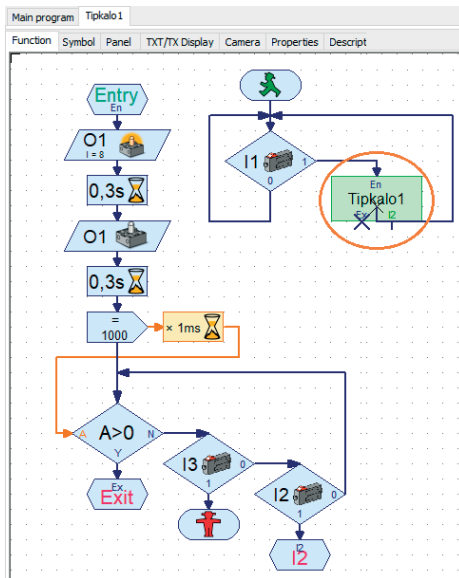 Main program Tipkalo1
Function Symbol Panel TXT/TX Display Camera Properties Descript
Entry
En
O1
I = 8
0,3s
O1
0,3s
=
1000
× 1ms
A A>0 N
Y
Ex
Exit
I3 0
1
I2 0
1
I2
I2
I1 1
0
En
Tipkalo1
Ex I2